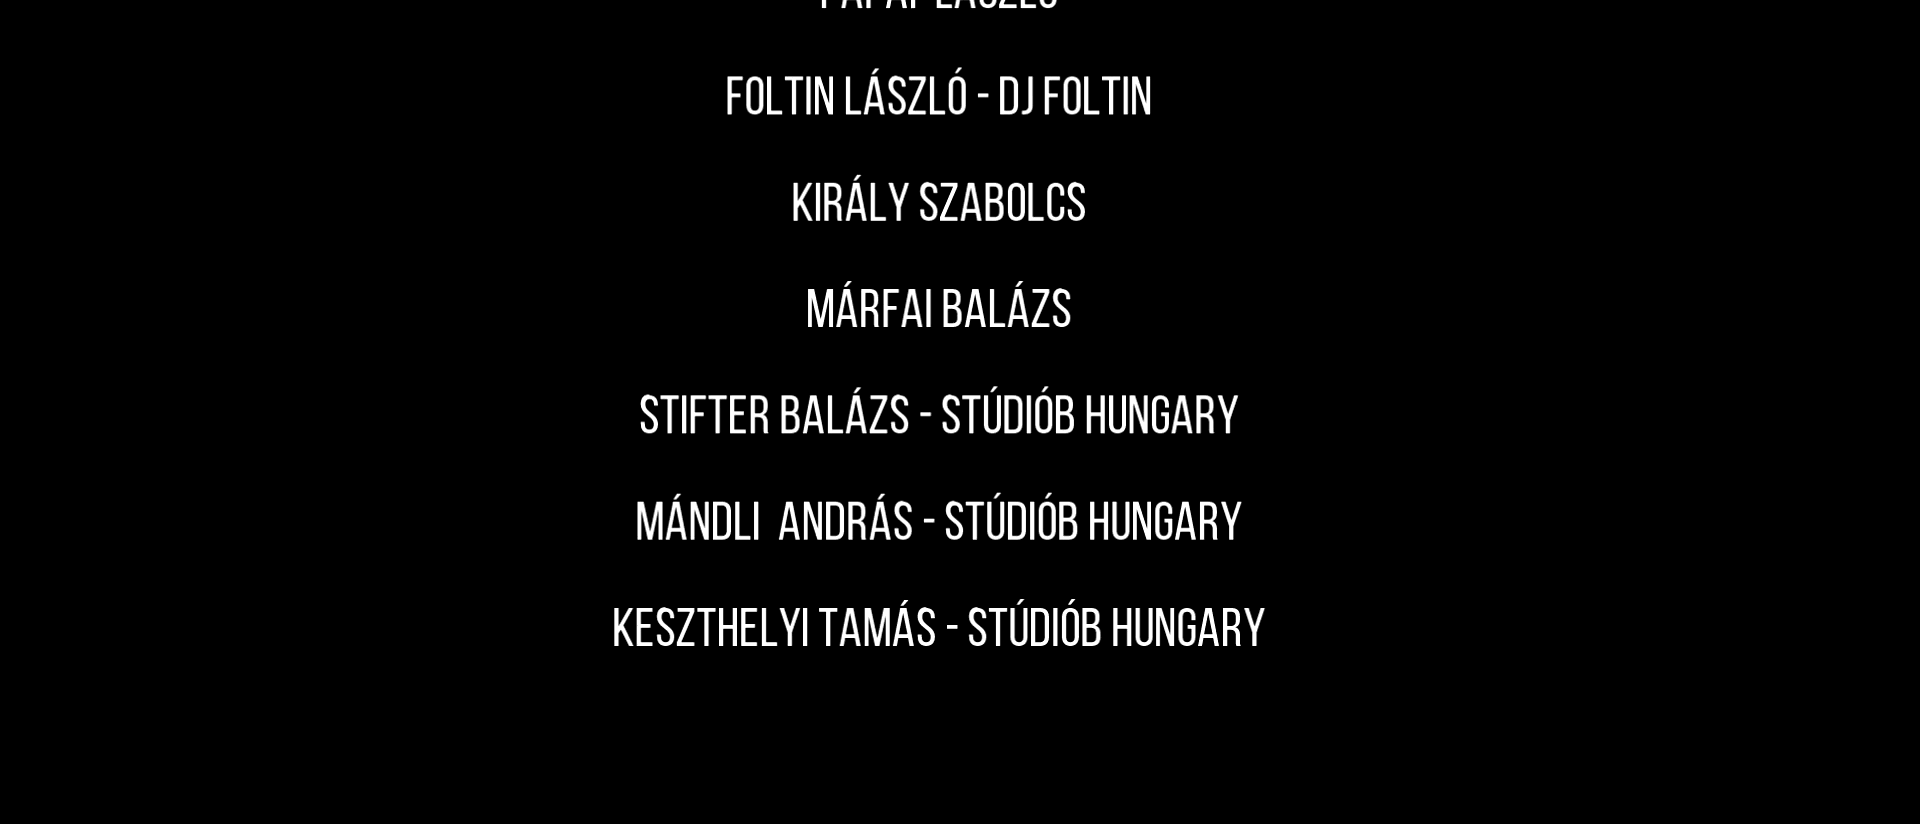 FOLTIN LÁSZLÓ - DJ FOLTIN
KIRÁLY SZABOLCS
MÁRFAI BALÁZS
STIFTER BALÁZS - STÚDIÓB HUNGARY
MÁNDLI  ANDRÁS - STÚDIÓB HUNGARY
KESZTHELYI TAMÁS - STÚDIÓB HUNGARY